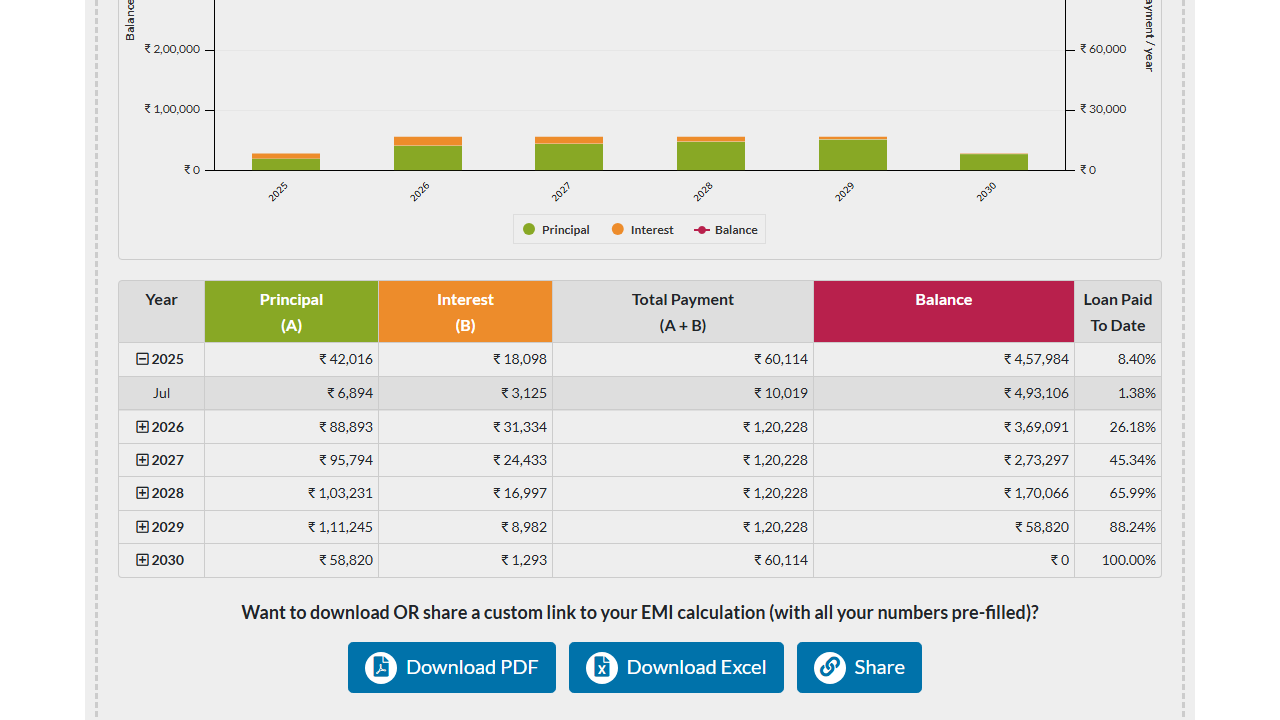 Balance
ayment / year
₹ 2,00,000
₹ 60,000
₹ 1,00,000
₹ 30,000
₹ 0
₹ 0
2025
2026
2027
2028
2029
2030
Principal Interest Balance
Year Principal Interest Total Payment Balance Loan Paid
(A) (B) (A + B) To Date
2025 ₹ 42,016 ₹ 18,098 ₹ 60,114 ₹ 4,57,984 8.40%
Jul ₹ 6,894 ₹ 3,125 ₹ 10,019 ₹ 4,93,106 1.38%
2026 ₹ 88,893 ₹ 31,334 ₹ 1,20,228 ₹ 3,69,091 26.18%
2027 ₹ 95,794 ₹ 24,433 ₹ 1,20,228 ₹ 2,73,297 45.34%
2028 ₹ 1,03,231 ₹ 16,997 ₹ 1,20,228 ₹ 1,70,066 65.99%
2029 ₹ 1,11,245 ₹ 8,982 ₹ 1,20,228 ₹ 58,820 88.24%
2030 ₹ 58,820 ₹ 1,293 ₹ 60,114 ₹ 0 100.00%
Want to download OR share a custom link to your EMI calculation (with all your numbers pre-filled)?
Download PDF Download Excel Share